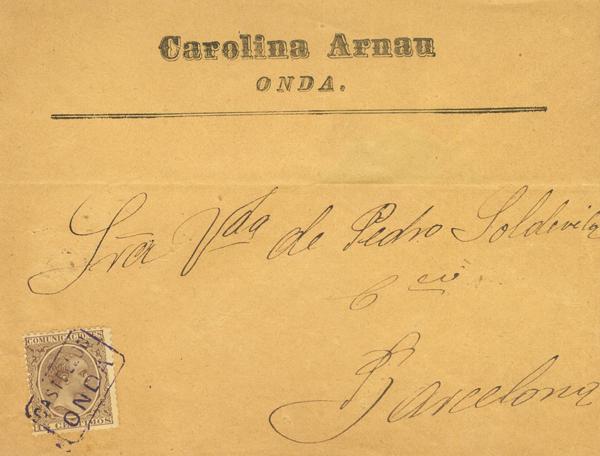 Carolina Arnau
ONDA.
Sra Vda de Pedro Soldevila
Barcelona
COMUNICACIONES
ONDA